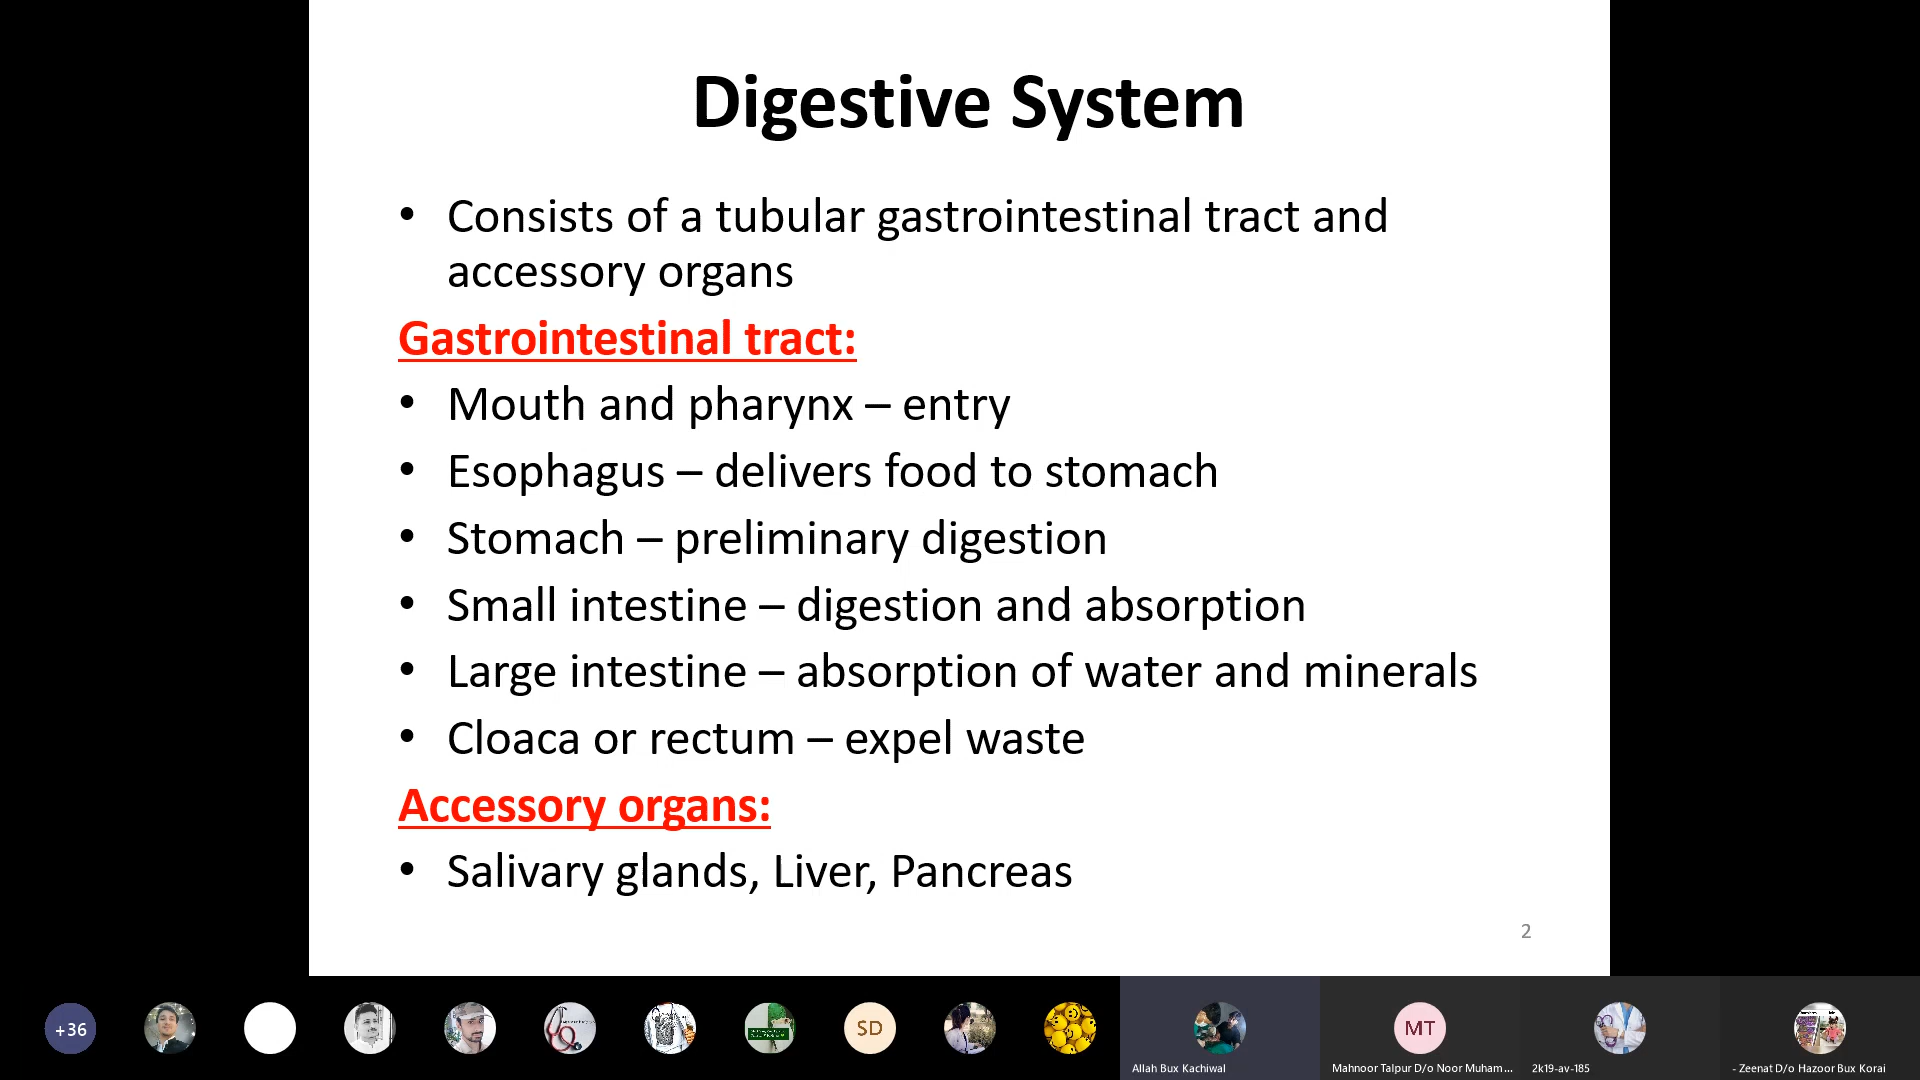 Digestive System
• Consists of a tubular gastrointestinal tract and
accessory organs
Gastrointestinal tract:
• Mouth and pharynx – entry
• Esophagus – delivers food to stomach
• Stomach – preliminary digestion
• Small intestine – digestion and absorption
• Large intestine – absorption of water and minerals
• Cloaca or rectum – expel waste
Accessory organs:
• Salivary glands, Liver, Pancreas
2
+36
SD
MT
Allah Bux Kachiwal
Mahnoor Talpur D/o Noor Muham...
2k19-av-185
- Zeenat D/o Hazoor Bux Korai